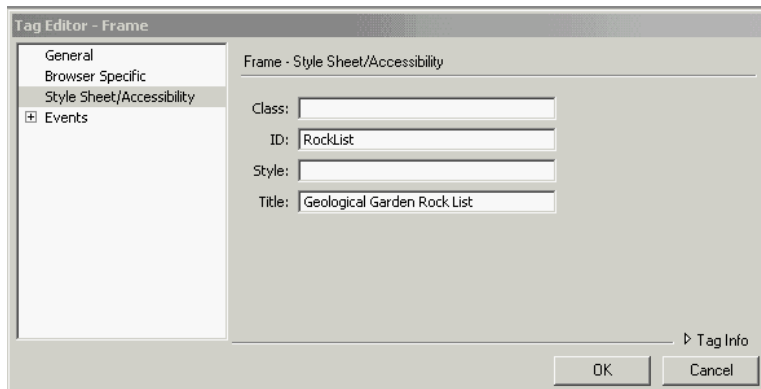 Tag Editor - Frame
General
Browser Specific
Style Sheet/Accessibility
Events
Frame - Style Sheet/Accessibility
Class:
ID: RockList
Style:
Title: Geological Garden Rock List
Tag Info
OK
Cancel